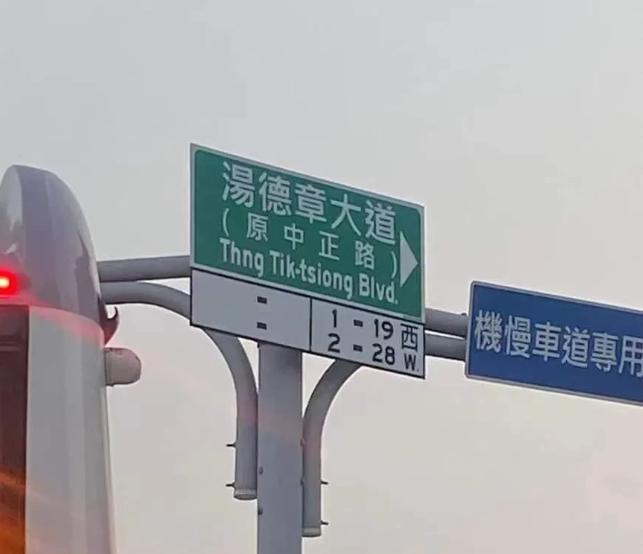 湯德章大道
(原中正路)
Thng Tik-tsiong Blvd.
- 1 - 19 西
- 2 - 28 W.
機慢車道專用